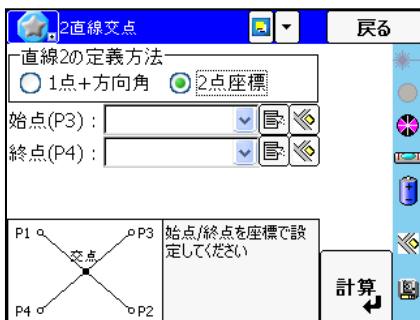 2直線交点
戻る
直線2の定義方法
1点+方向角 2点座標
始点(P3) :
終点(P4) :
P1 P3
交点
P4 P2
始点/終点を座標で設
定してください
計算